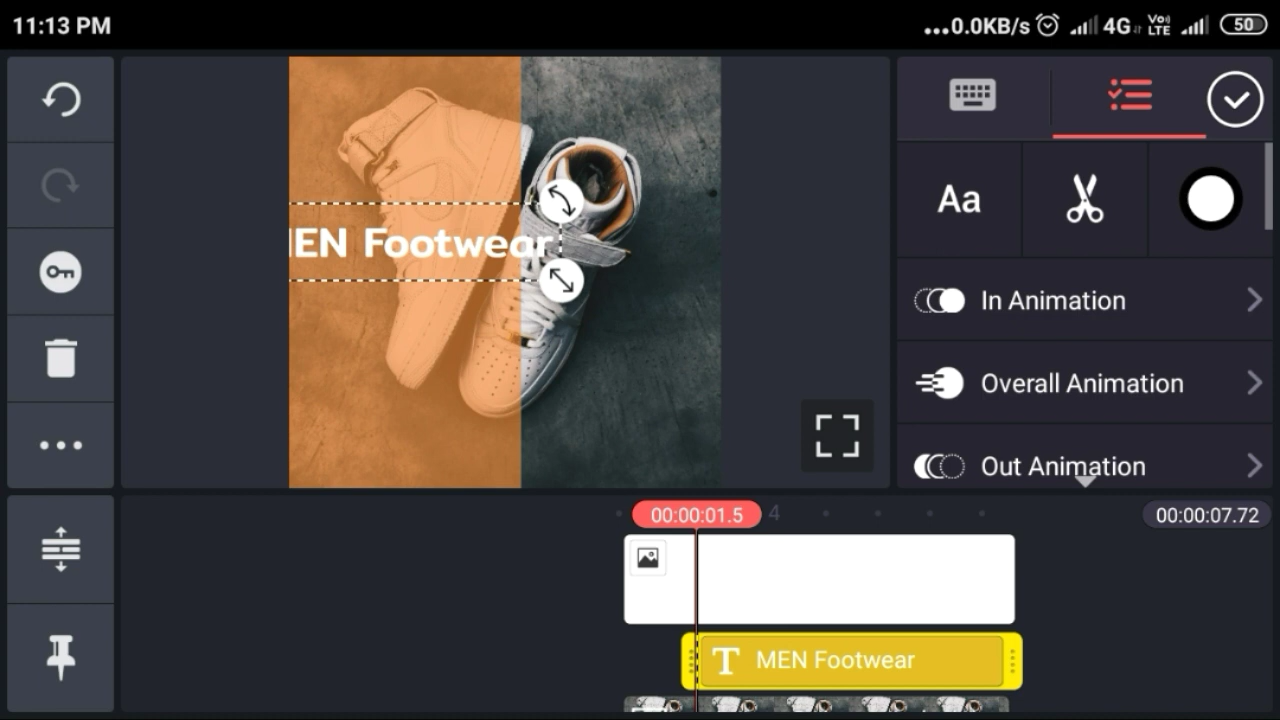 11:13 PM
...0.0KB/s 4G Vo) LTE 50
Aa
MEN Footwear
In Animation
Overall Animation
Out Animation
00:00:01.5 4 00:00:07.72
T MEN Footwear